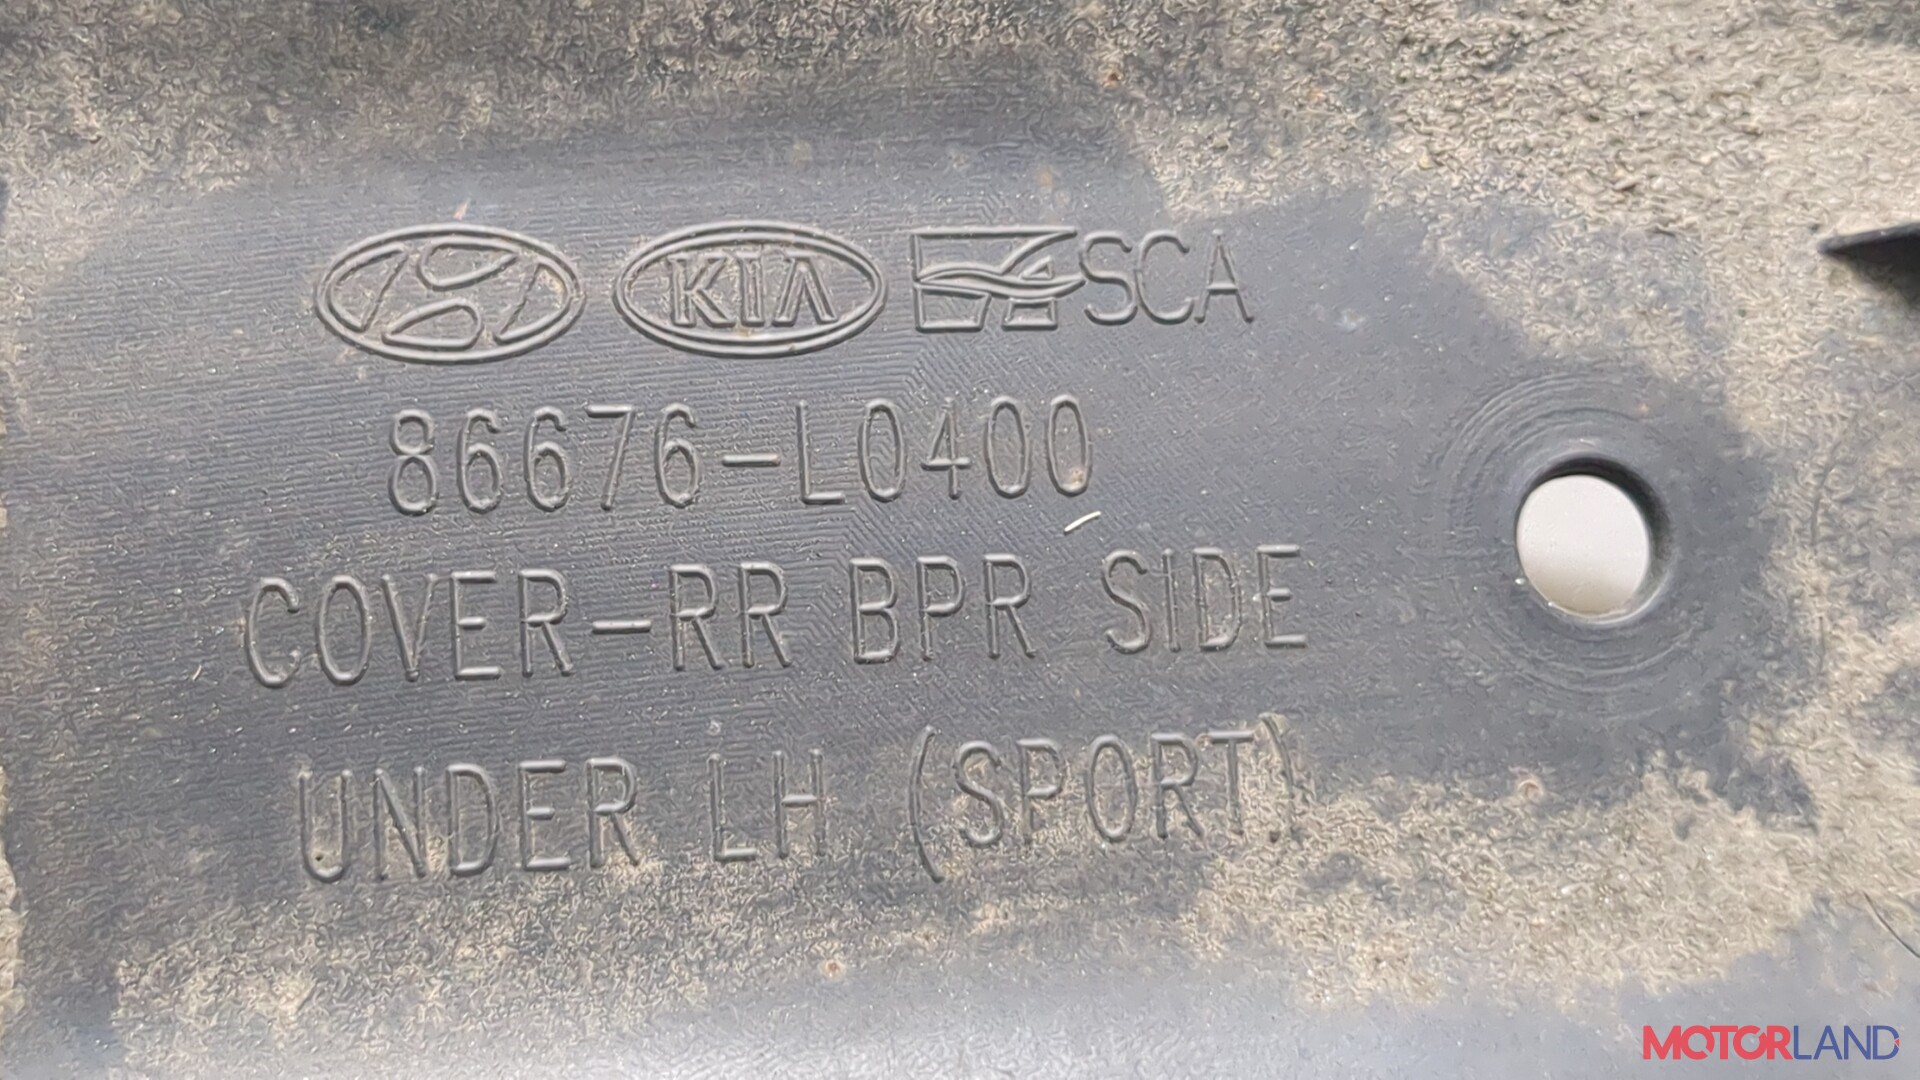 KIA SCA
86676-L0400
COVER-RR BPR SIDE
UNDER LH (SPORT)
MOTORLAND